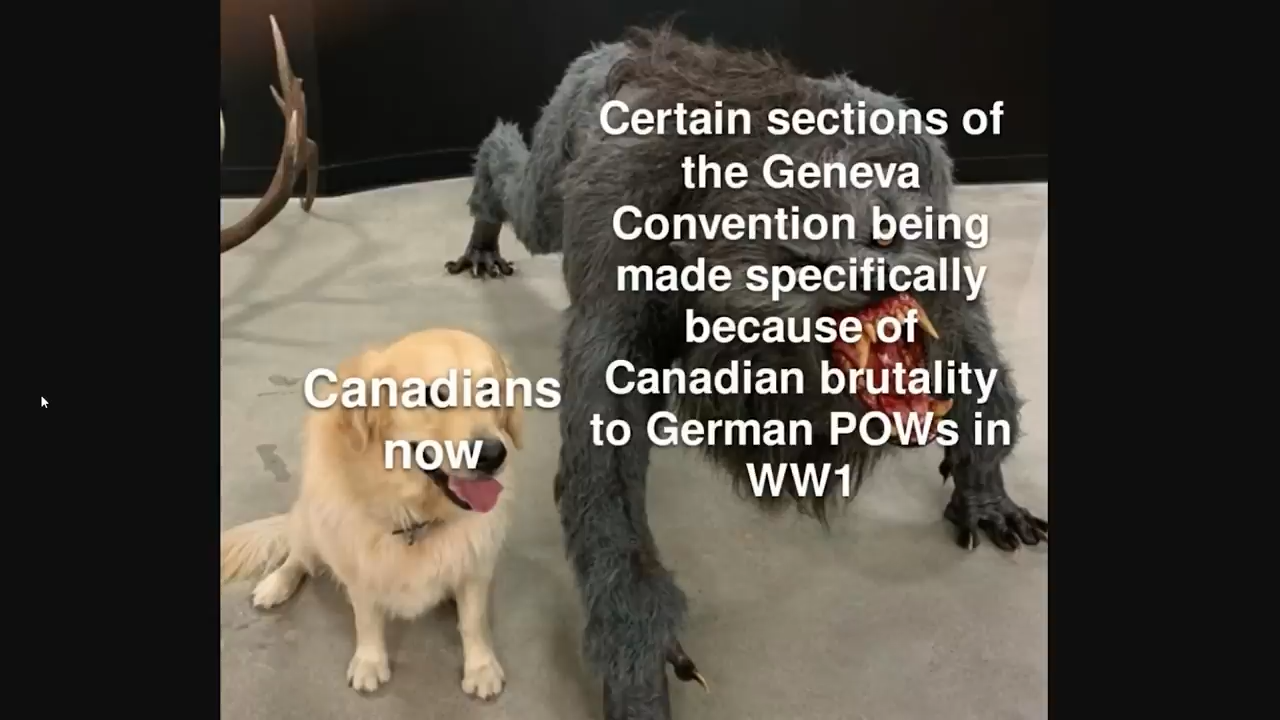 Canadians
now
Certain sections of
the Geneva
Convention being
made specifically
because of
Canadian brutality
to German POWs in
WW1